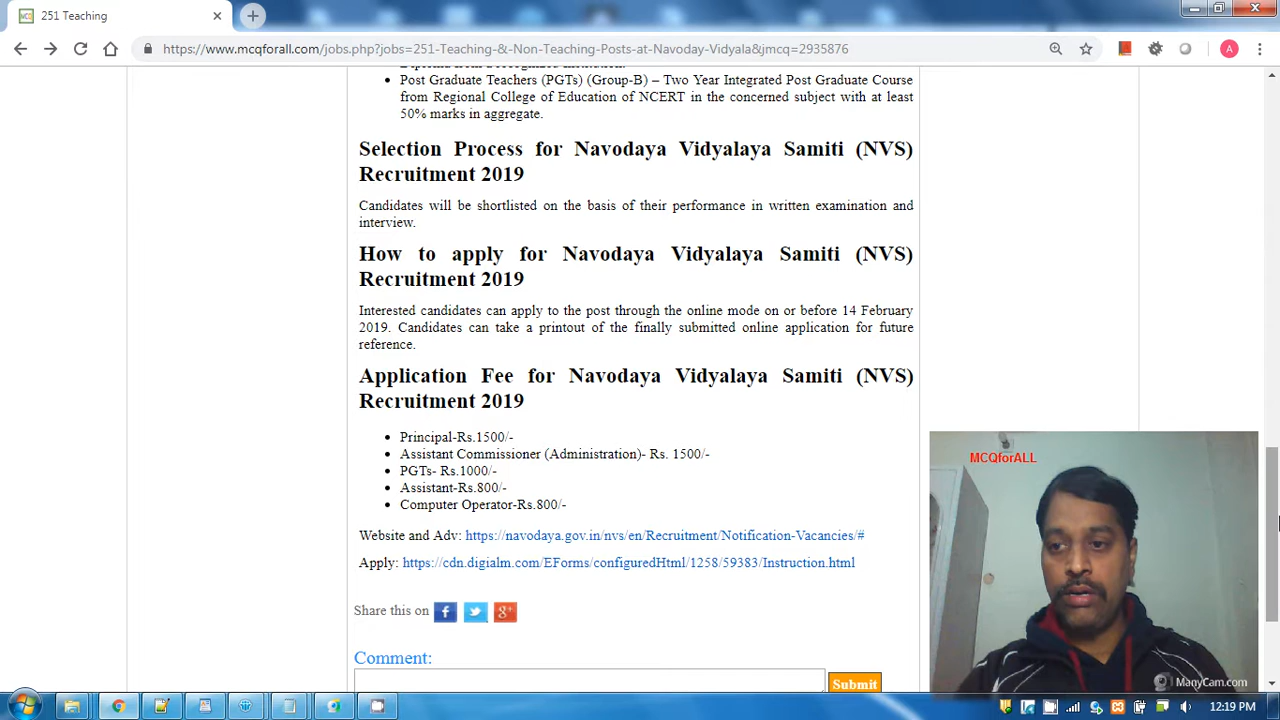 251 Teaching
https://www.mcqforall.com/jobs.php?jobs=251-Teaching-&-Non-Teaching-Posts-at-Navoday-Vidyala&jmcq=2935876
A
Post Graduate Teachers (PGTs) (Group-B) – Two Year Integrated Post Graduate Course
from Regional College of Education of NCERT in the concerned subject with at least
50% marks in aggregate.
Selection Process for Navodaya Vidyalaya Samiti (NVS)
Recruitment 2019
Candidates will be shortlisted on the basis of their performance in written examination and
interview.
How to apply for Navodaya Vidyalaya Samiti (NVS)
Recruitment 2019
Interested candidates can apply to the post through the online mode on or before 14 February
2019. Candidates can take a printout of the finally submitted online application for future
reference.
Application Fee for Navodaya Vidyalaya Samiti (NVS)
Recruitment 2019
Principal-Rs.1500/-
Assistant Commissioner (Administration)- Rs. 1500/-
PGTs- Rs.1000/-
Assistant-Rs.800/-
Computer Operator-Rs.800/-
Website and Adv: https://navodaya.gov.in/nvs/en/Recruitment/Notification-Vacancies/#
Apply: https://cdn.digialm.com/EForms/configuredHtml/1258/59383/Instruction.html
Share this on
Comment:
Submit
MCQforALL
ManyCam.com
12:19 PM